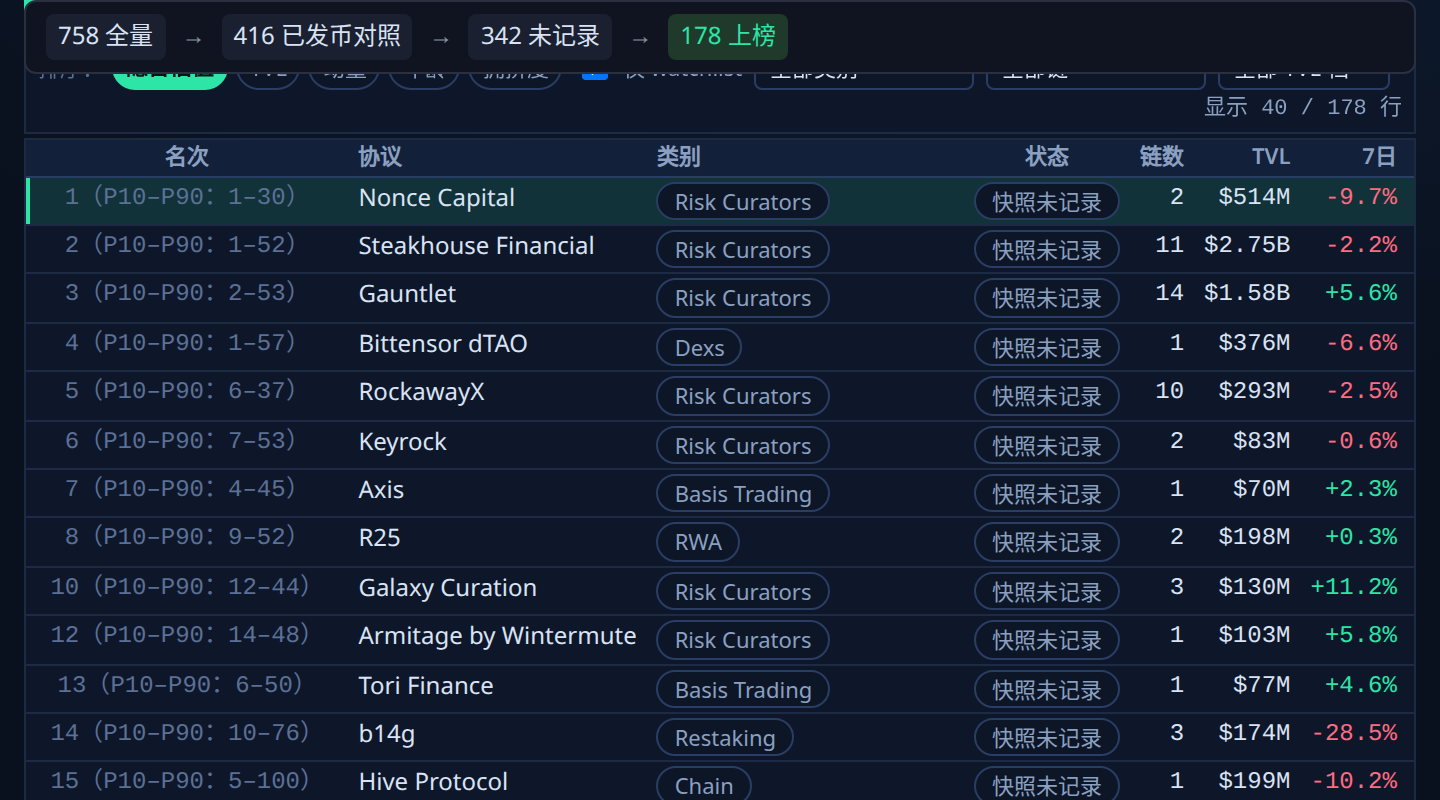 758 全量 → 416 已发币对照 → 342 未记录 → 178 上榜
显示 40 / 178 行
名次 协议 类别 状态 链数 TVL 7日
1（P10–P90：1–30） Nonce Capital Risk Curators 快照未记录 2 $514M -9.7%
2（P10–P90：1–52） Steakhouse Financial Risk Curators 快照未记录 11 $2.75B -2.2%
3（P10–P90：2–53） Gauntlet Risk Curators 快照未记录 14 $1.58B +5.6%
4（P10–P90：1–57） Bittensor dTAO Dexs 快照未记录 1 $376M -6.6%
5（P10–P90：6–37） RockawayX Risk Curators 快照未记录 10 $293M -2.5%
6（P10–P90：7–53） Keyrock Risk Curators 快照未记录 2 $83M -0.6%
7（P10–P90：4–45） Axis Basis Trading 快照未记录 1 $70M +2.3%
8（P10–P90：9–52） R25 RWA 快照未记录 2 $198M +0.3%
10（P10–P90：12–44） Galaxy Curation Risk Curators 快照未记录 3 $130M +11.2%
12（P10–P90：14–48） Armitage by Wintermute Risk Curators 快照未记录 1 $103M +5.8%
13（P10–P90：6–50） Tori Finance Basis Trading 快照未记录 1 $77M +4.6%
14（P10–P90：10–76） b14g Restaking 快照未记录 3 $174M -28.5%
15（P10–P90：5–100） Hive Protocol Chain 快照未记录 1 $199M -10.2%